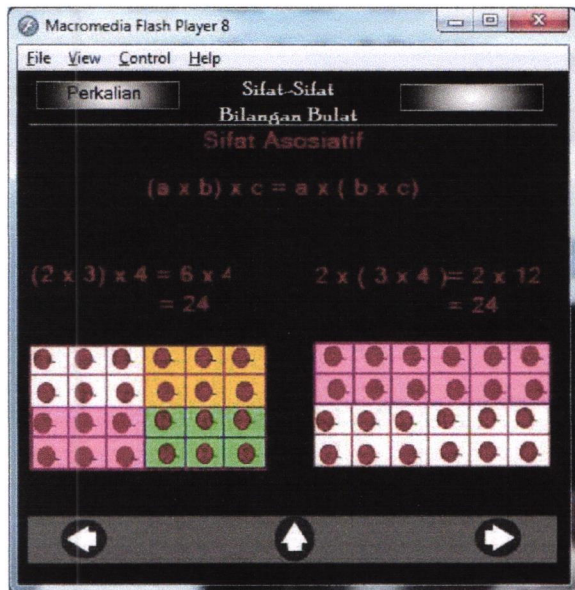 Macromedia Flash Player 8
File View Control Help
Perkalian
Sifat-Sifat
Bilangan Bulat
Sifat Asosiatif
(a x b) x c = a x ( b x c)
(2 x 3) x 4 = 6 x 4
= 24
2 x ( 3 x 4 )= 2 x 12
= 24